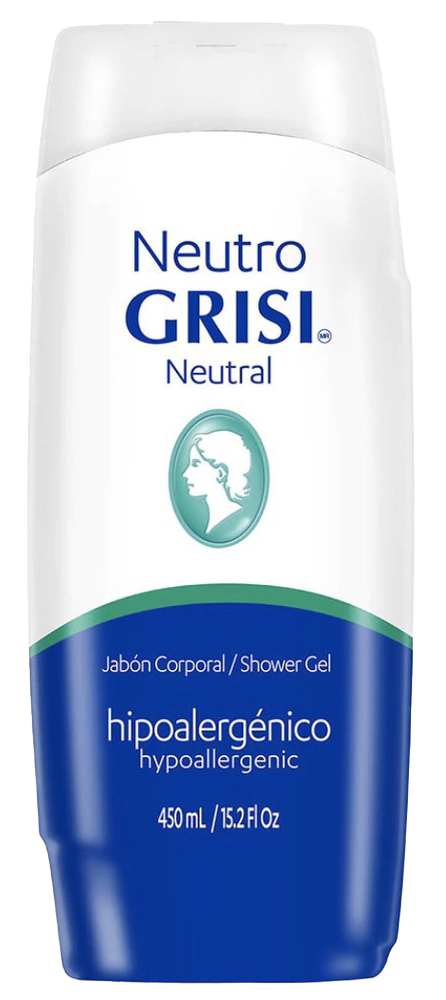 Neutro
GRISI MR
Neutral
Jabón Corporal / Shower Gel
hipoalergénico
hypoallergenic
450 mL / 15.2 Fl Oz